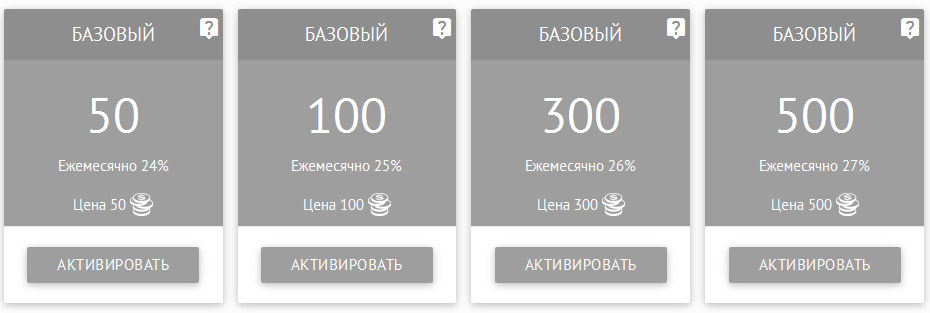 БАЗОВЫЙ
50
Ежемесячно 24%
Цена 50
АКТИВИРОВАТЬ
БАЗОВЫЙ
100
Ежемесячно 25%
Цена 100
АКТИВИРОВАТЬ
БАЗОВЫЙ
300
Ежемесячно 26%
Цена 300
АКТИВИРОВАТЬ
БАЗОВЫЙ
500
Ежемесячно 27%
Цена 500
АКТИВИРОВАТЬ